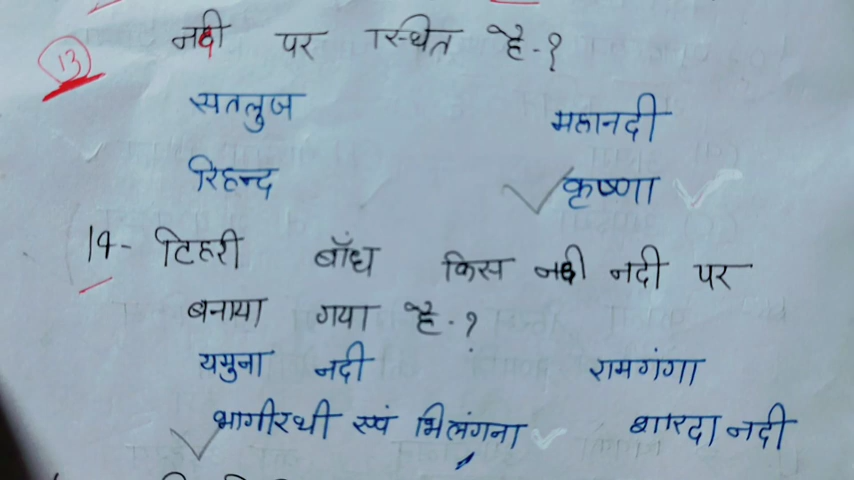 13 नदी पर स्थित है-?
सतलुज महानदी
रिहन्द कृष्णा
14- टिहरी बाँध किस नदी नदी पर
बनाया गया है-?
यमुना नदी रामगंगा
भागीरथी एवं भिलंगना शारदा नदी